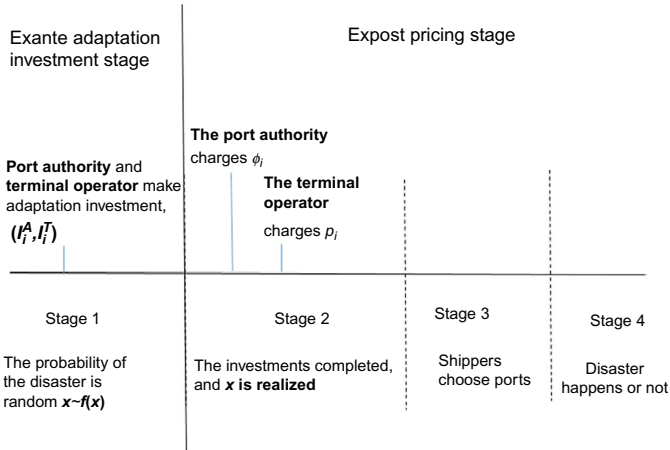 Exante adaptation
investment stage
Expost pricing stage
The port authority
charges ϕᵢ
Port authority and
terminal operator make
adaptation investment,
(Iᵢᴬ,Iᵢᵀ)
The terminal
operator
charges pᵢ
Stage 1
Stage 2
Stage 3
Stage 4
The probability of
the disaster is
random x~f(x)
The investments completed,
and x is realized
Shippers
choose ports
Disaster
happens or not